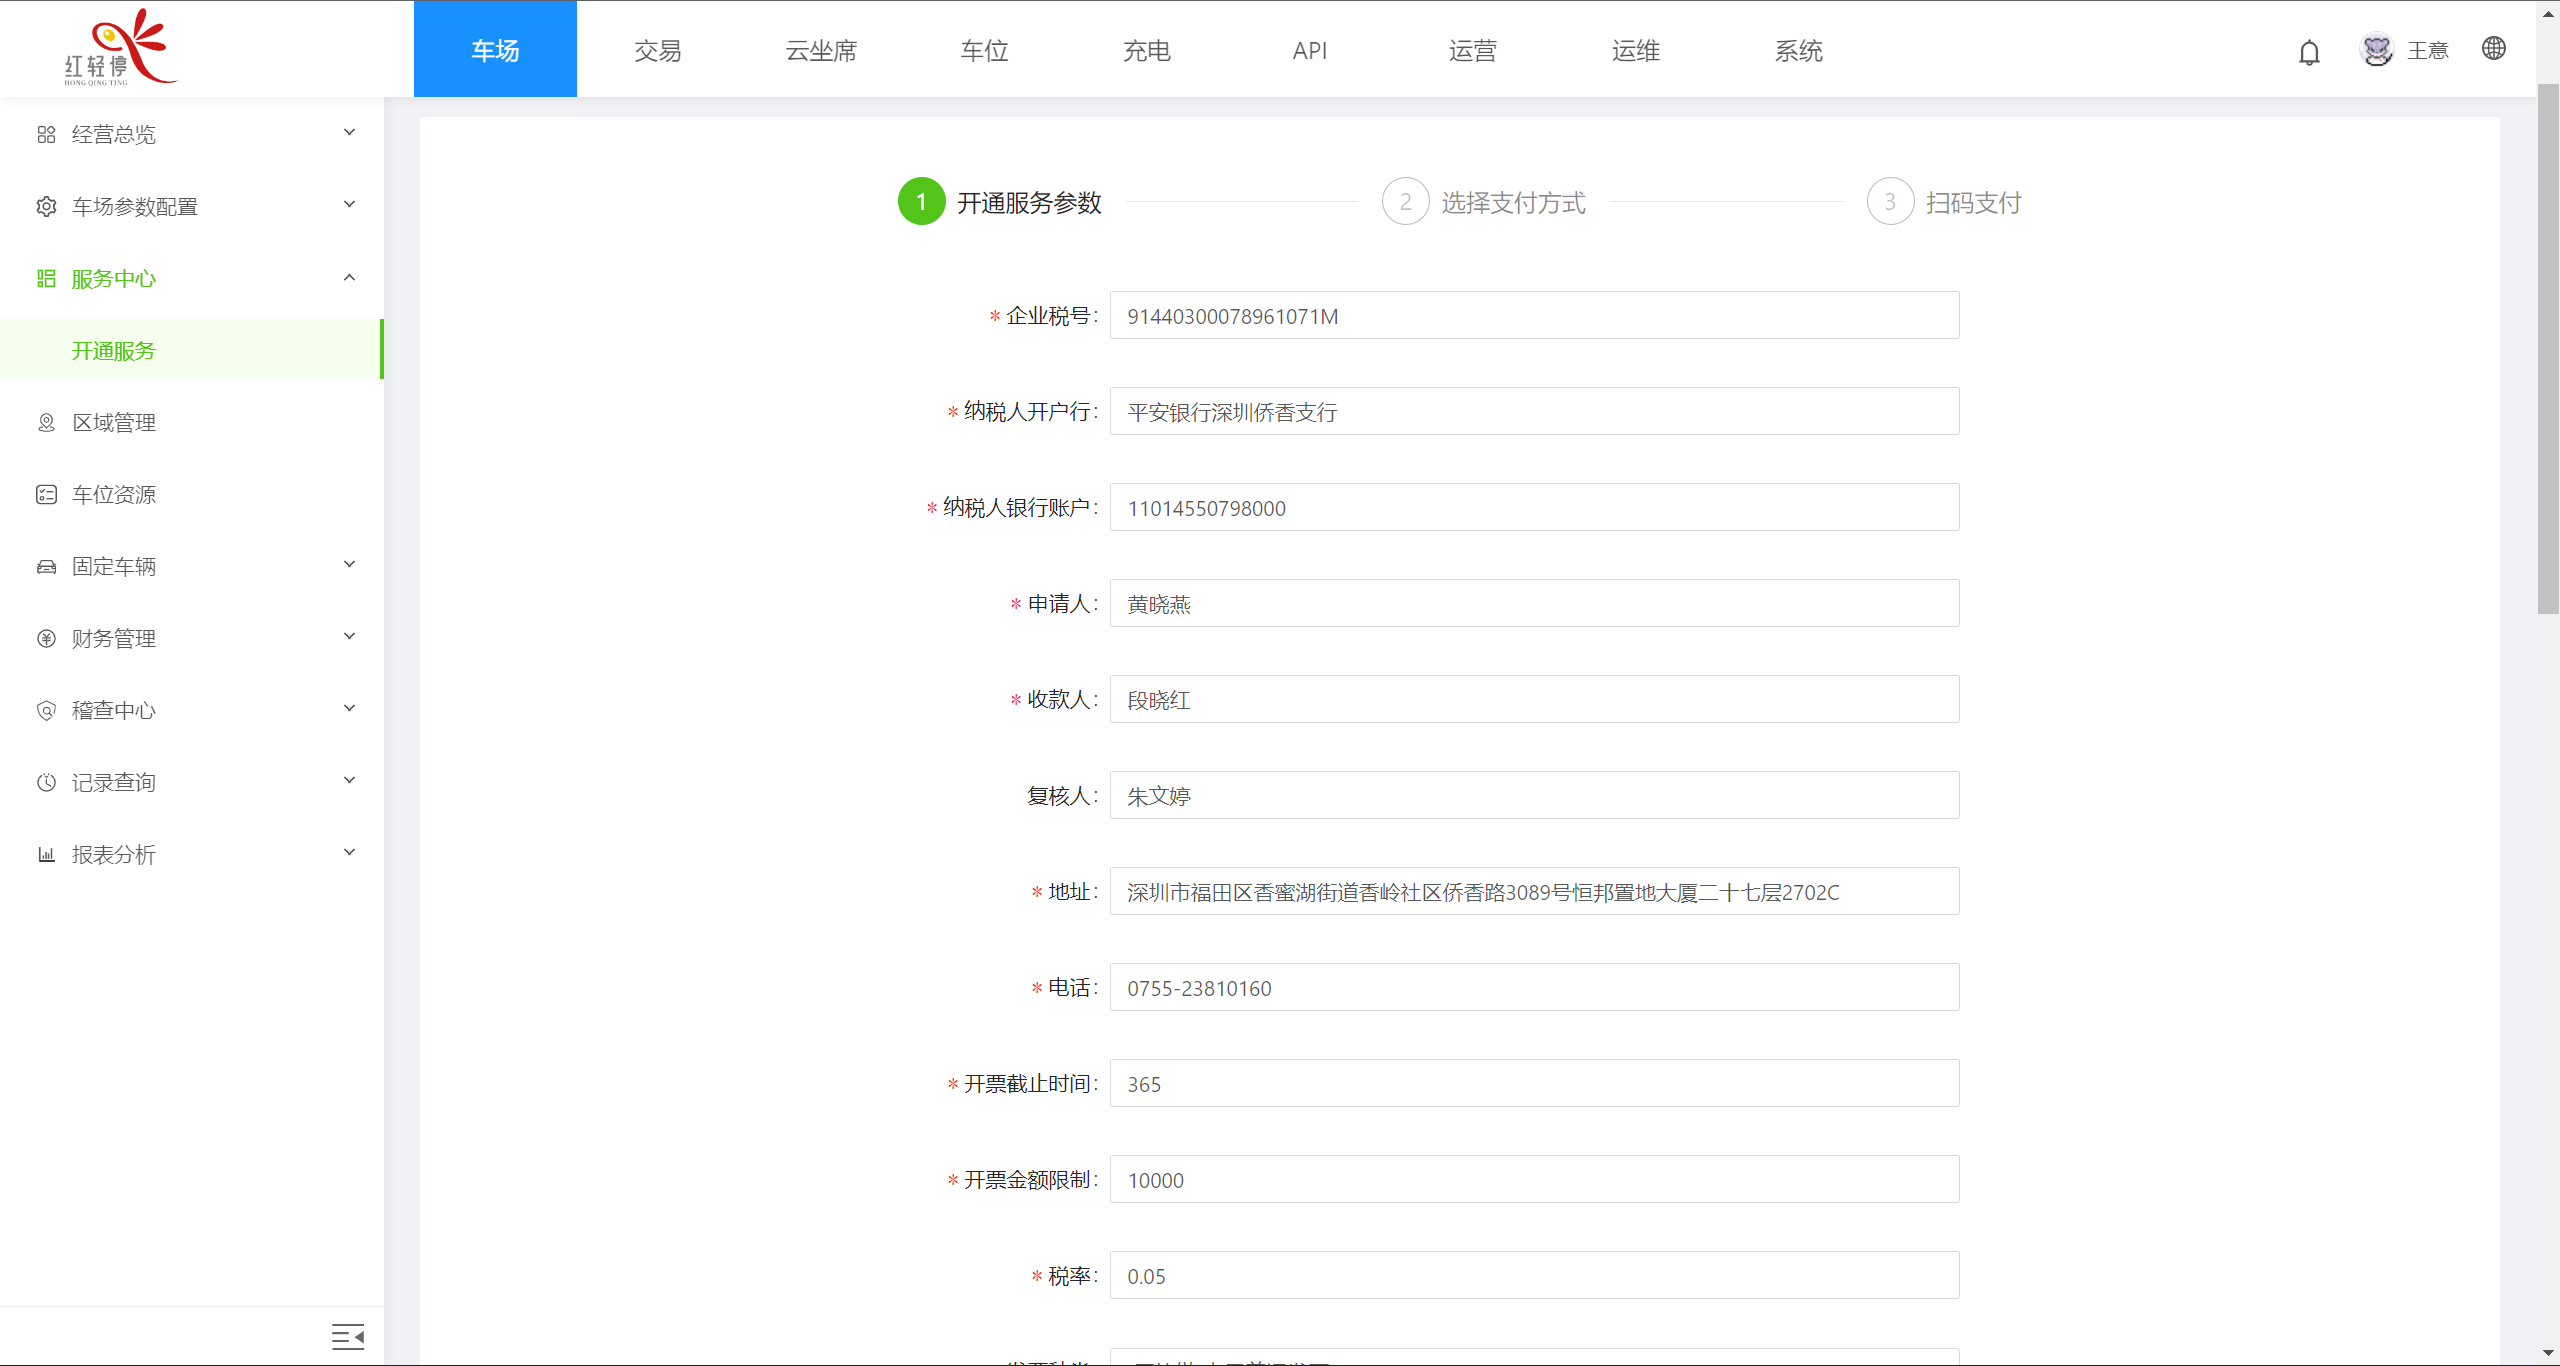 红轻停
HONG QING TING
车场
交易
云坐席
车位
充电
API
运营
运维
系统
王意
经营总览
车场参数配置
服务中心
开通服务
区域管理
车位资源
固定车辆
财务管理
稽查中心
记录查询
报表分析
1 开通服务参数
2 选择支付方式
3 扫码支付
* 企业税号: 91440300078961071M
* 纳税人开户行: 平安银行深圳侨香支行
* 纳税人银行账户: 11014550798000
* 申请人: 黄晓燕
* 收款人: 段晓红
复核人: 朱文婷
* 地址: 深圳市福田区香蜜湖街道香岭社区侨香路3089号恒邦置地大厦二十七层2702C
* 电话: 0755-23810160
* 开票截止时间: 365
* 开票金额限制: 10000
* 税率: 0.05